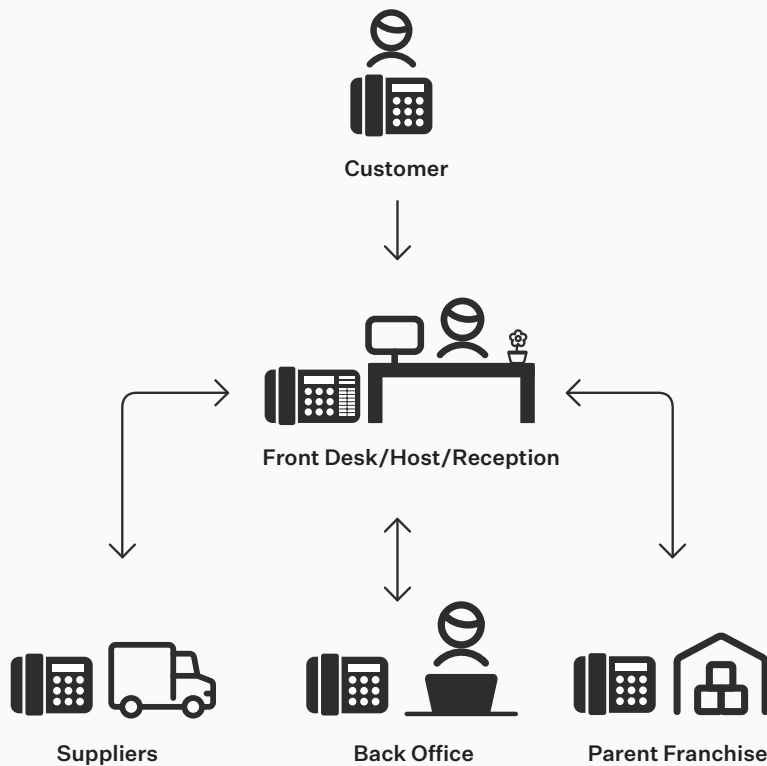 Customer
Front Desk/Host/Reception
Suppliers
Back Office
Parent Franchise